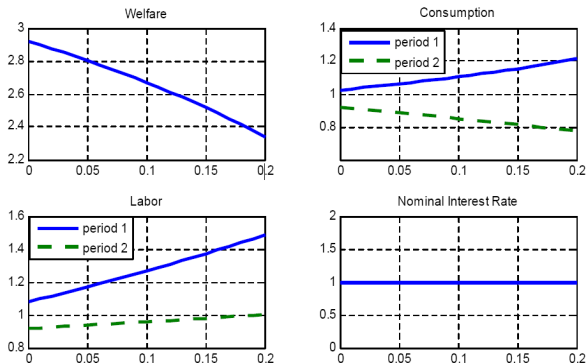 Welfare
3
2.8
2.6
2.4
2.2
0 0.05 0.1 0.15 0.2
Consumption
period 1
period 2
1.4
1.2
1
0.8
0 0.05 0.1 0.15 0.2
Labor
period 1
period 2
1.6
1.4
1.2
1
0.8
0 0.05 0.1 0.15 0.2
Nominal Interest Rate
2
1.5
1
0.5
0
0 0.05 0.1 0.15 0.2